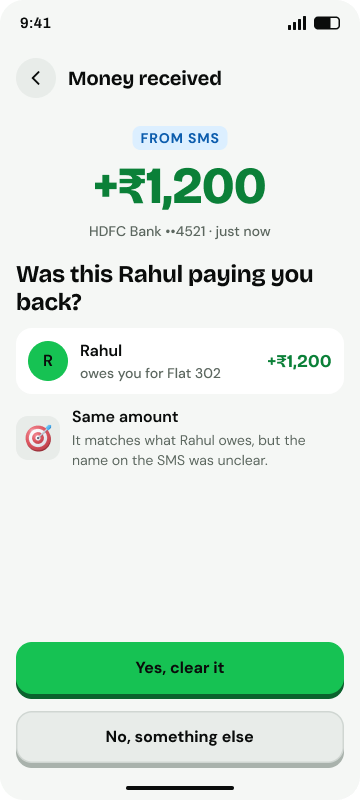 9:41
Money received
FROM SMS
+₹1,200
HDFC Bank ••4521 · just now
Was this Rahul paying you
back?
R
Rahul
owes you for Flat 302
+₹1,200
Same amount
It matches what Rahul owes, but the
name on the SMS was unclear.
Yes, clear it
No, something else